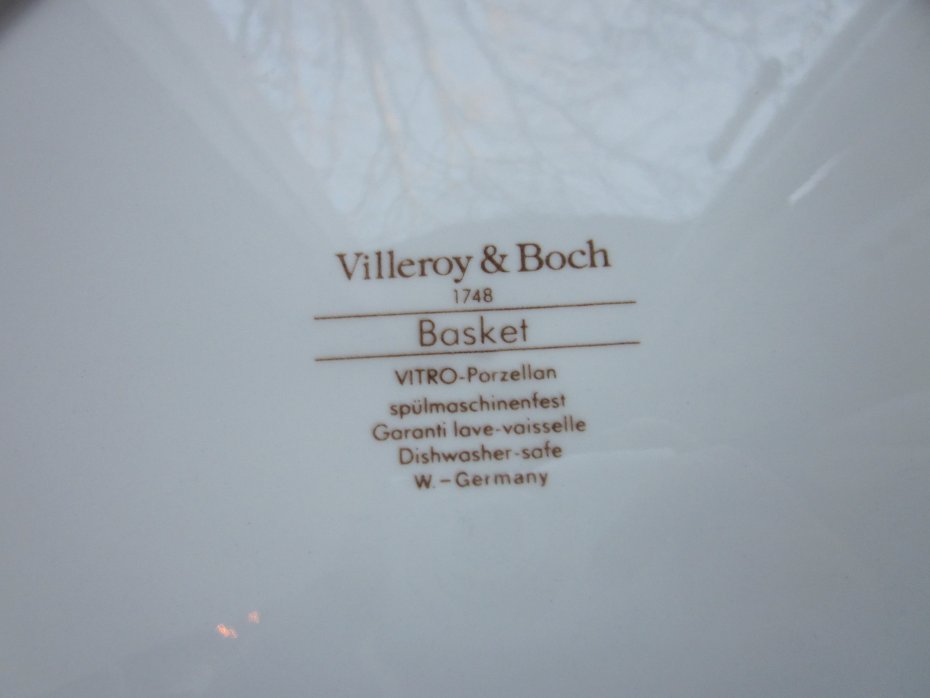 Villeroy & Boch
1748
Basket
VITRO-Porzellan
spülmaschinenfest
Garanti lave-vaisselle
Dishwasher-safe
W.-Germany